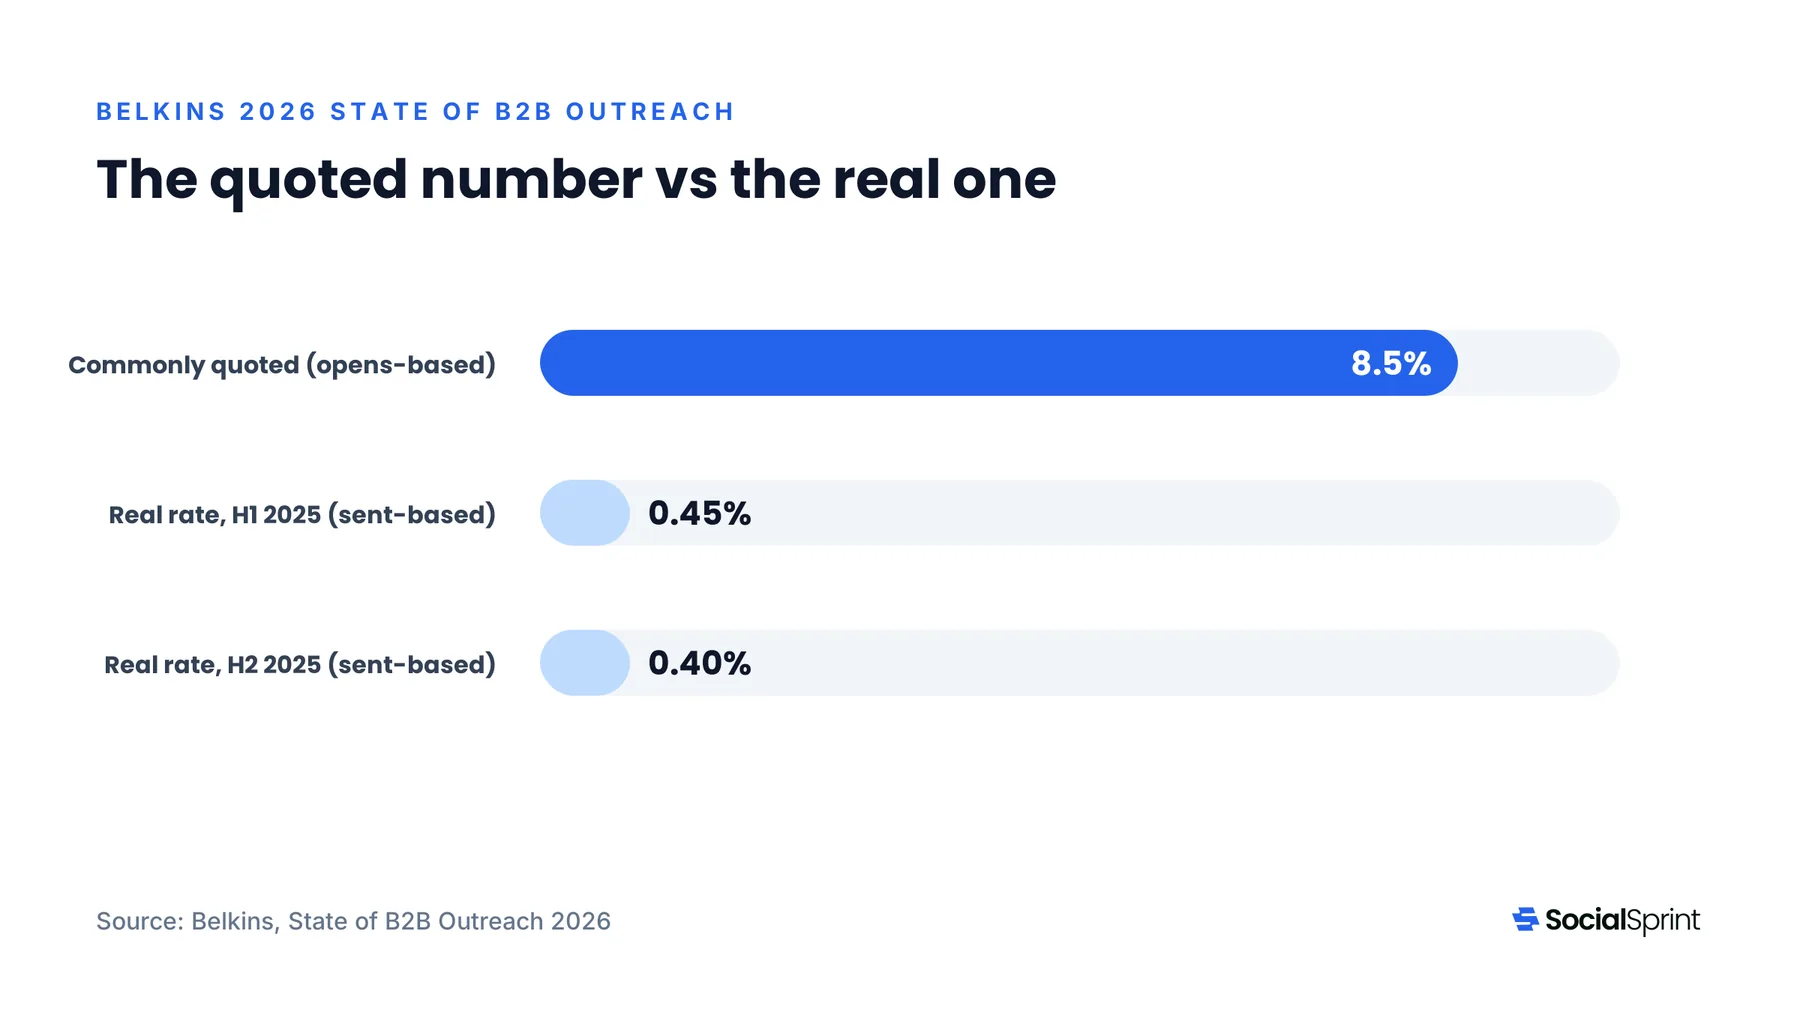 BELKINS 2026 STATE OF B2B OUTREACH
The quoted number vs the real one
Commonly quoted (opens-based)
8.5%
Real rate, H1 2025 (sent-based)
0.45%
Real rate, H2 2025 (sent-based)
0.40%
Source: Belkins, State of B2B Outreach 2026
SocialSprint